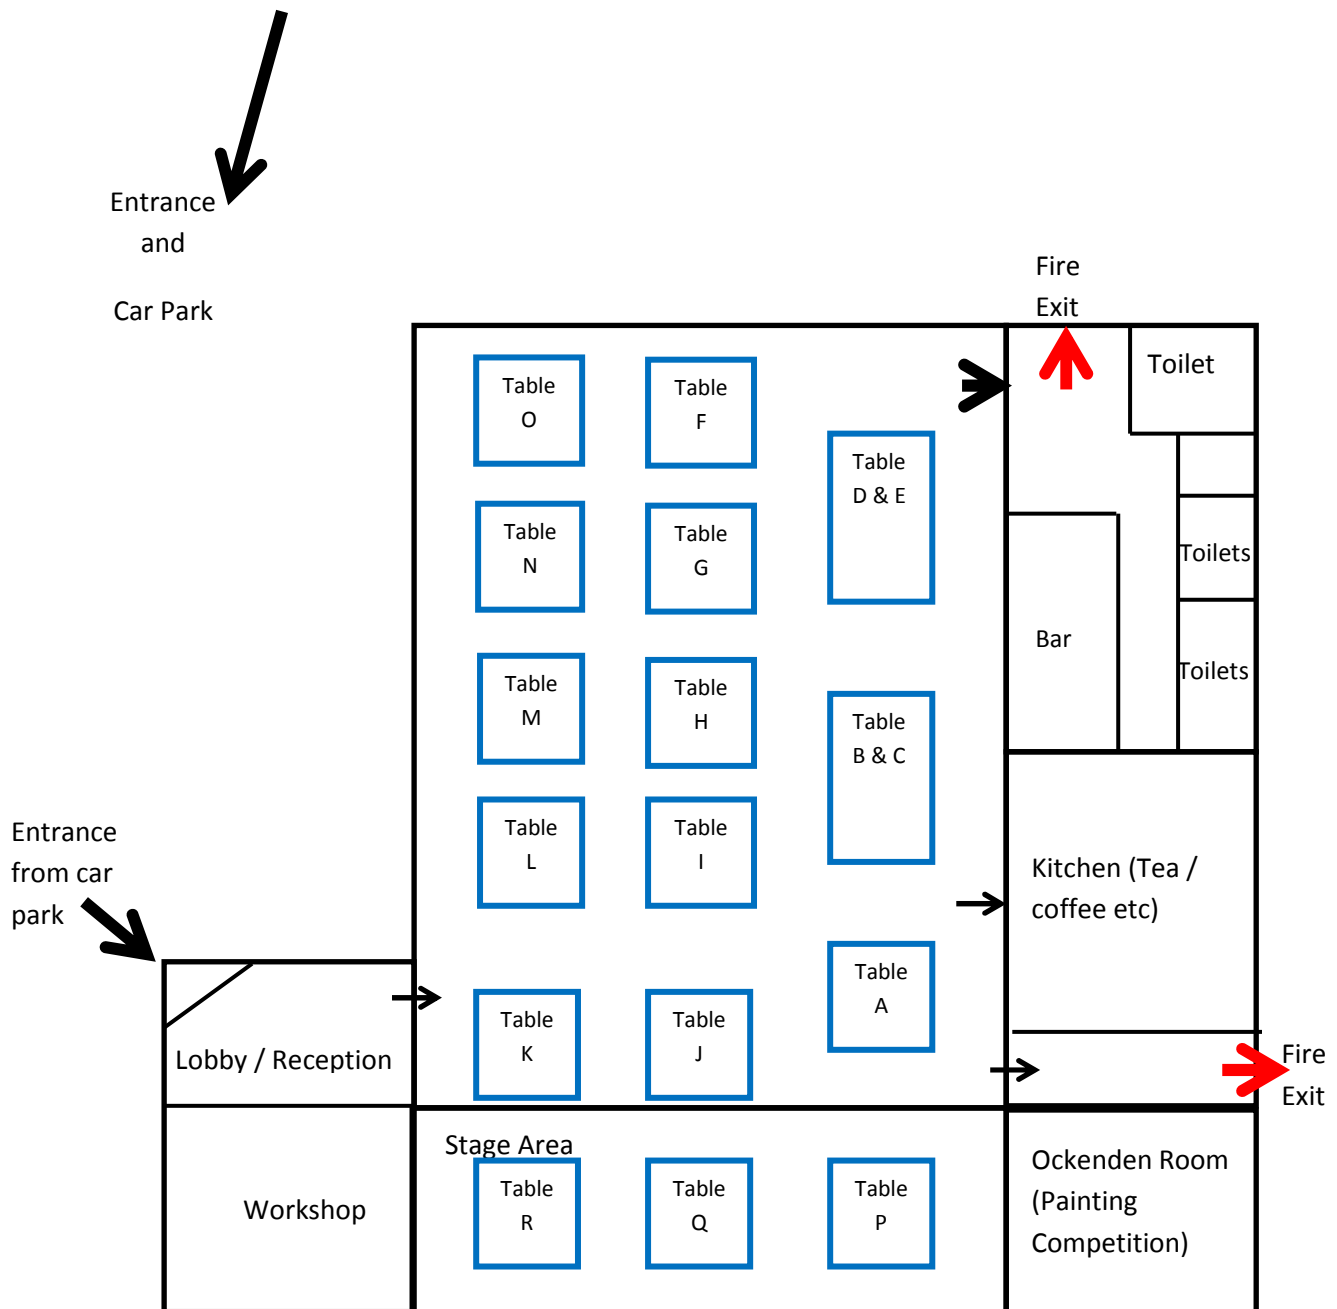 Entrance
and
Car Park
Fire
Exit
Toilet
Table
O
Table
F
Table
D & E
Table
N
Table
G
Toilets
Bar
Toilets
Table
M
Table
H
Table
B & C
Table
L
Table
I
Entrance
from car
park
Kitchen (Tea /
coffee etc)
Table
A
Table
K
Table
J
Lobby / Reception
Fire
Exit
Stage Area
Table
R
Table
Q
Table
P
Workshop
Ockenden Room
(Painting
Competition)